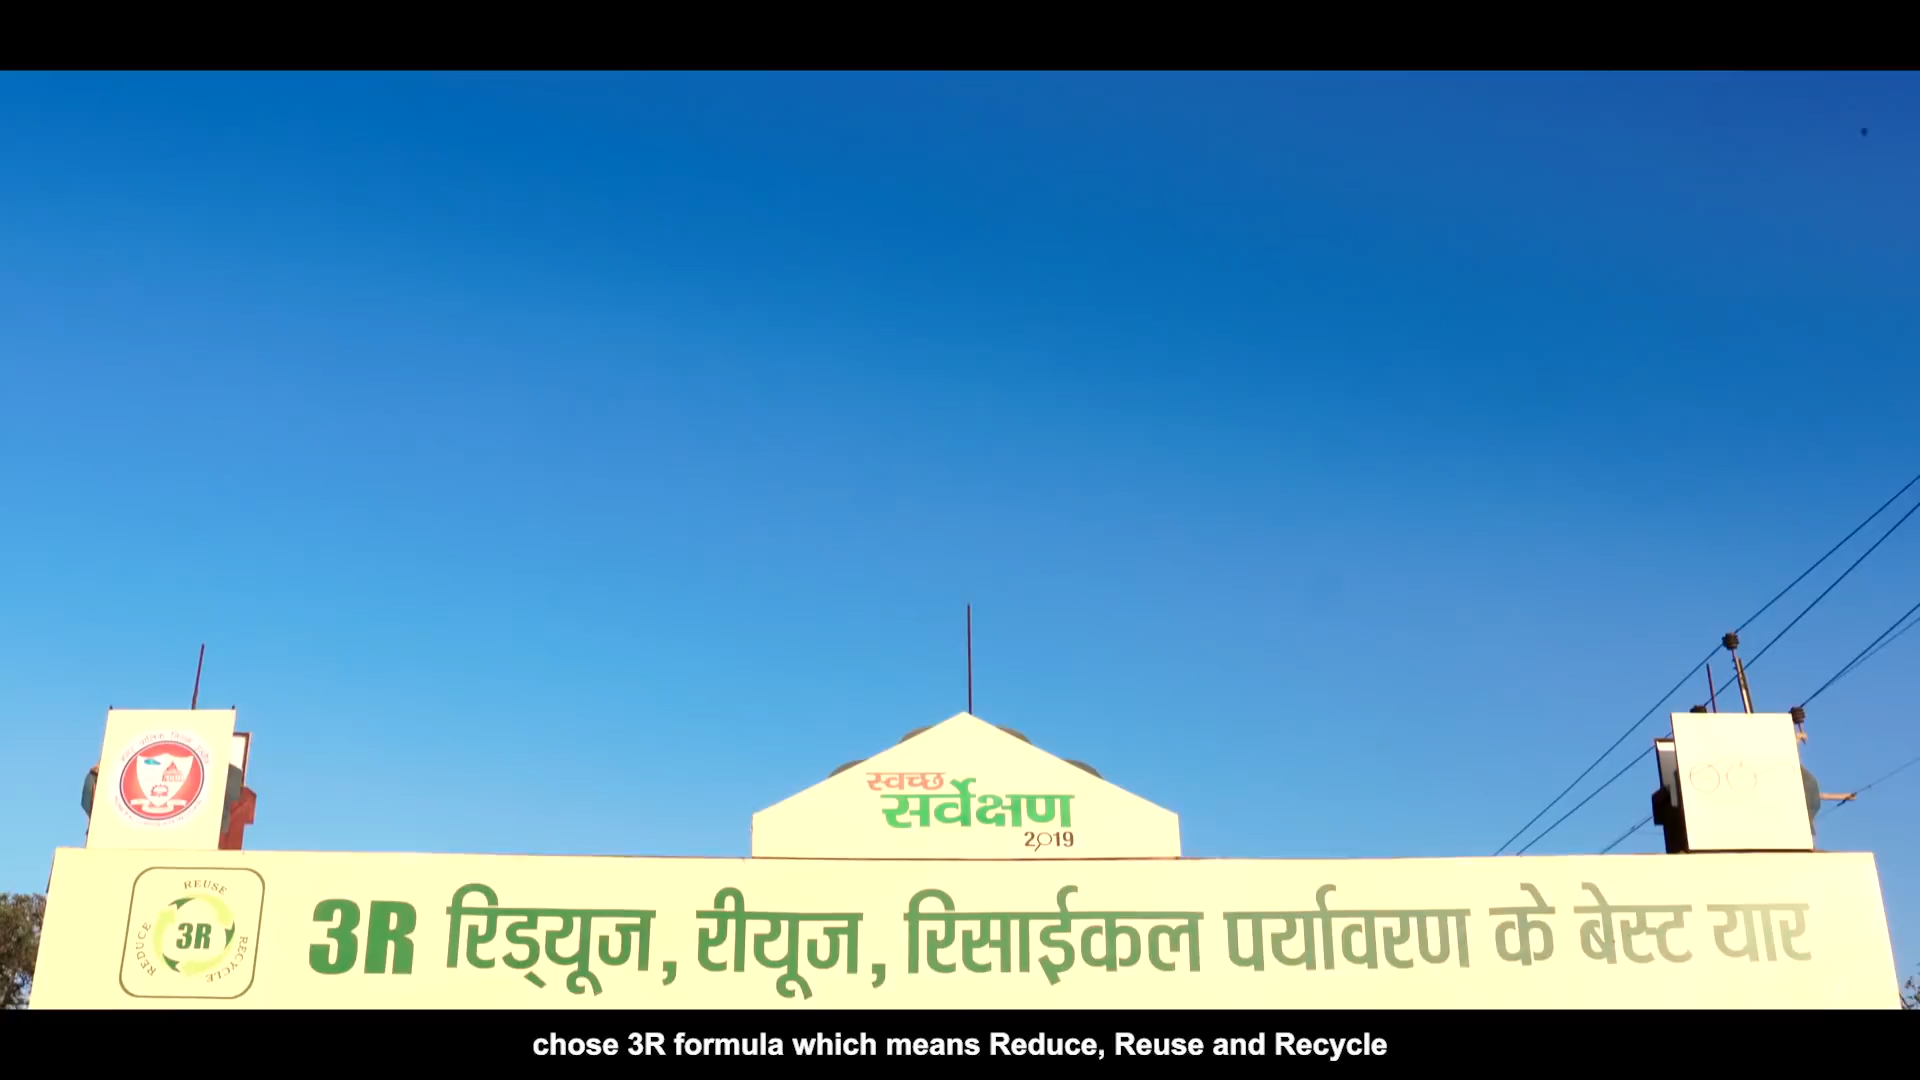 स्वच्छ
सर्वेक्षण
2019
REUSE
REDUCE
RECYCLE
3R
3R रिड्यूज, रीयूज, रिसाईकल पर्यावरण के बेस्ट यार
chose 3R formula which means Reduce, Reuse and Recycle